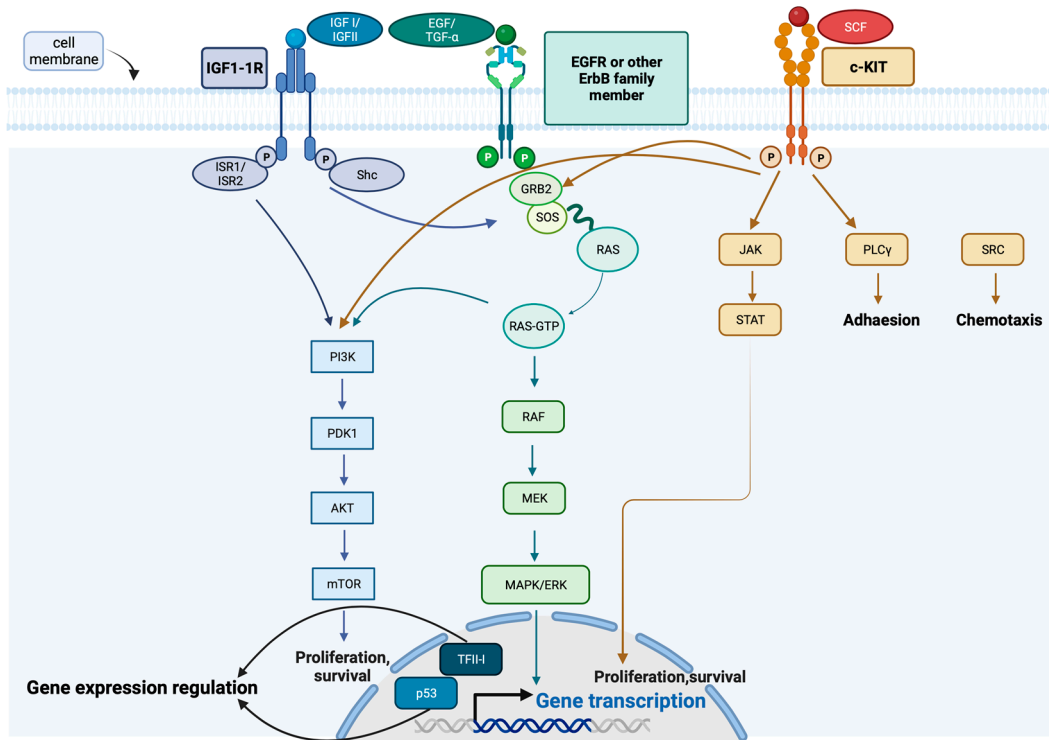 cell
membrane
IGF1-1R
IGF I/
IGFII
EGF/
TGF-α
EGFR or other
ErbB family
member
SCF
c-KIT
P
P
P
P
P
P
ISR1/
ISR2
Shc
GRB2
SOS
RAS
JAK
PLCγ
SRC
RAS-GTP
STAT
Adhaesion
Chemotaxis
PI3K
RAF
PDK1
MEK
AKT
mTOR
MAPK/ERK
Proliferation,
survival
TFII-I
Proliferation,survival
Gene expression regulation
p53
Gene transcription